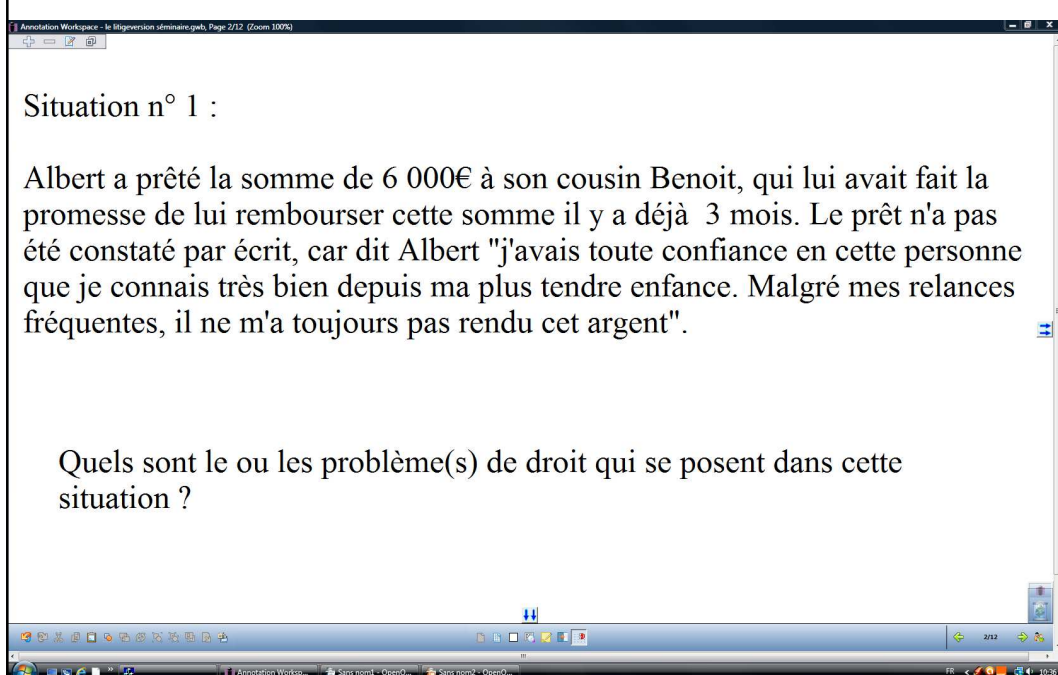 Annotation Workspace - le litigeversion séminaire.gwb, Page 2/12 (Zoom 100%)
Situation n° 1 :
Albert a prêté la somme de 6 000€ à son cousin Benoit, qui lui avait fait la
promesse de lui rembourser cette somme il y a déjà 3 mois. Le prêt n'a pas
été constaté par écrit, car dit Albert "j'avais toute confiance en cette personne
que je connais très bien depuis ma plus tendre enfance. Malgré mes relances
fréquentes, il ne m'a toujours pas rendu cet argent".
Quels sont le ou les problème(s) de droit qui se posent dans cette
situation ?
2/12
Annotation Worksp... Sans nom1 - OpenO... Sans nom2 - OpenO... FR 10:36